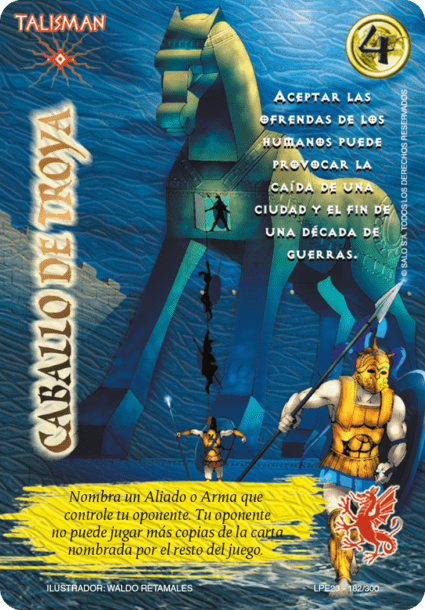 TALISMAN
4
CABALLO DE TROYA
ACEPTAR LAS
OFRENDAS DE LOS
HUMANOS PUEDE
PROVOCAR LA
CAÍDA DE UNA
CIUDAD Y EL FIN DE
UNA DÉCADA DE
GUERRAS.
© SALO S.A. TODOS LOS DERECHOS RESERVADOS
Nombra un Aliado o Arma que
controle tu oponente. Tu oponente
no puede jugar más copias de la carta
nombrada por el resto del juego.
ILUSTRADOR: WALDO RETAMALES
LPE23 - 182/300